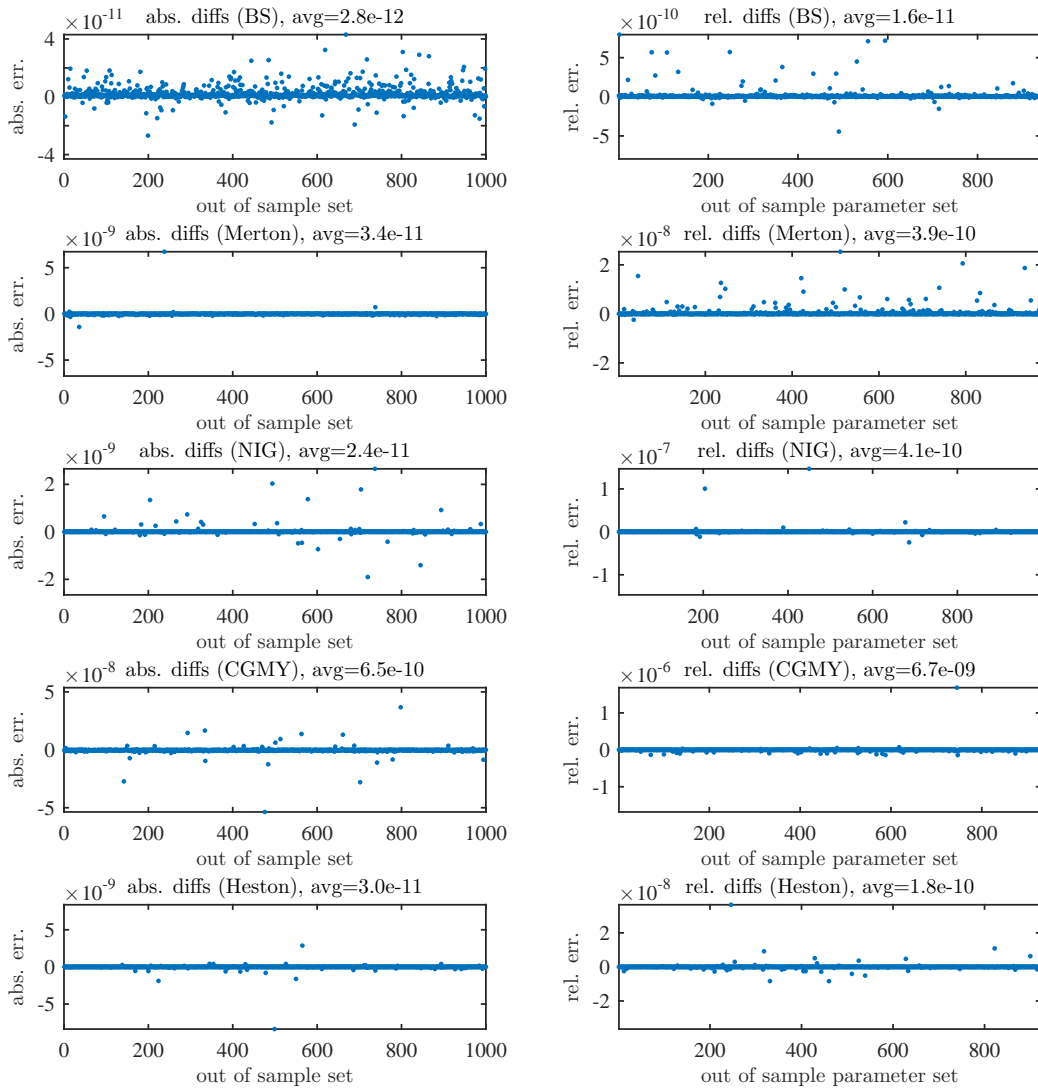 ×10^-11 abs. diffs (BS), avg=2.8e-12
abs. err.
4
0
-4
0 200 400 600 800 1000
out of sample set
×10^-10 rel. diffs (BS), avg=1.6e-11
rel. err.
5
0
-5
200 400 600 800
out of sample parameter set
×10^-9 abs. diffs (Merton), avg=3.4e-11
abs. err.
5
0
-5
0 200 400 600 800 1000
out of sample set
×10^-8 rel. diffs (Merton), avg=3.9e-10
rel. err.
2
0
-2
200 400 600 800
out of sample parameter set
×10^-9 abs. diffs (NIG), avg=2.4e-11
abs. err.
2
0
-2
0 200 400 600 800 1000
out of sample set
×10^-7 rel. diffs (NIG), avg=4.1e-10
rel. err.
1
0
-1
200 400 600 800
out of sample parameter set
×10^-8 abs. diffs (CGMY), avg=6.5e-10
abs. err.
5
0
-5
0 200 400 600 800 1000
out of sample set
×10^-6 rel. diffs (CGMY), avg=6.7e-09
rel. err.
1
0
-1
200 400 600 800
out of sample parameter set
×10^-9 abs. diffs (Heston), avg=3.0e-11
abs. err.
5
0
-5
0 200 400 600 800 1000
out of sample set
×10^-8 rel. diffs (Heston), avg=1.8e-10
rel. err.
2
0
-2
200 400 600 800
out of sample parameter set